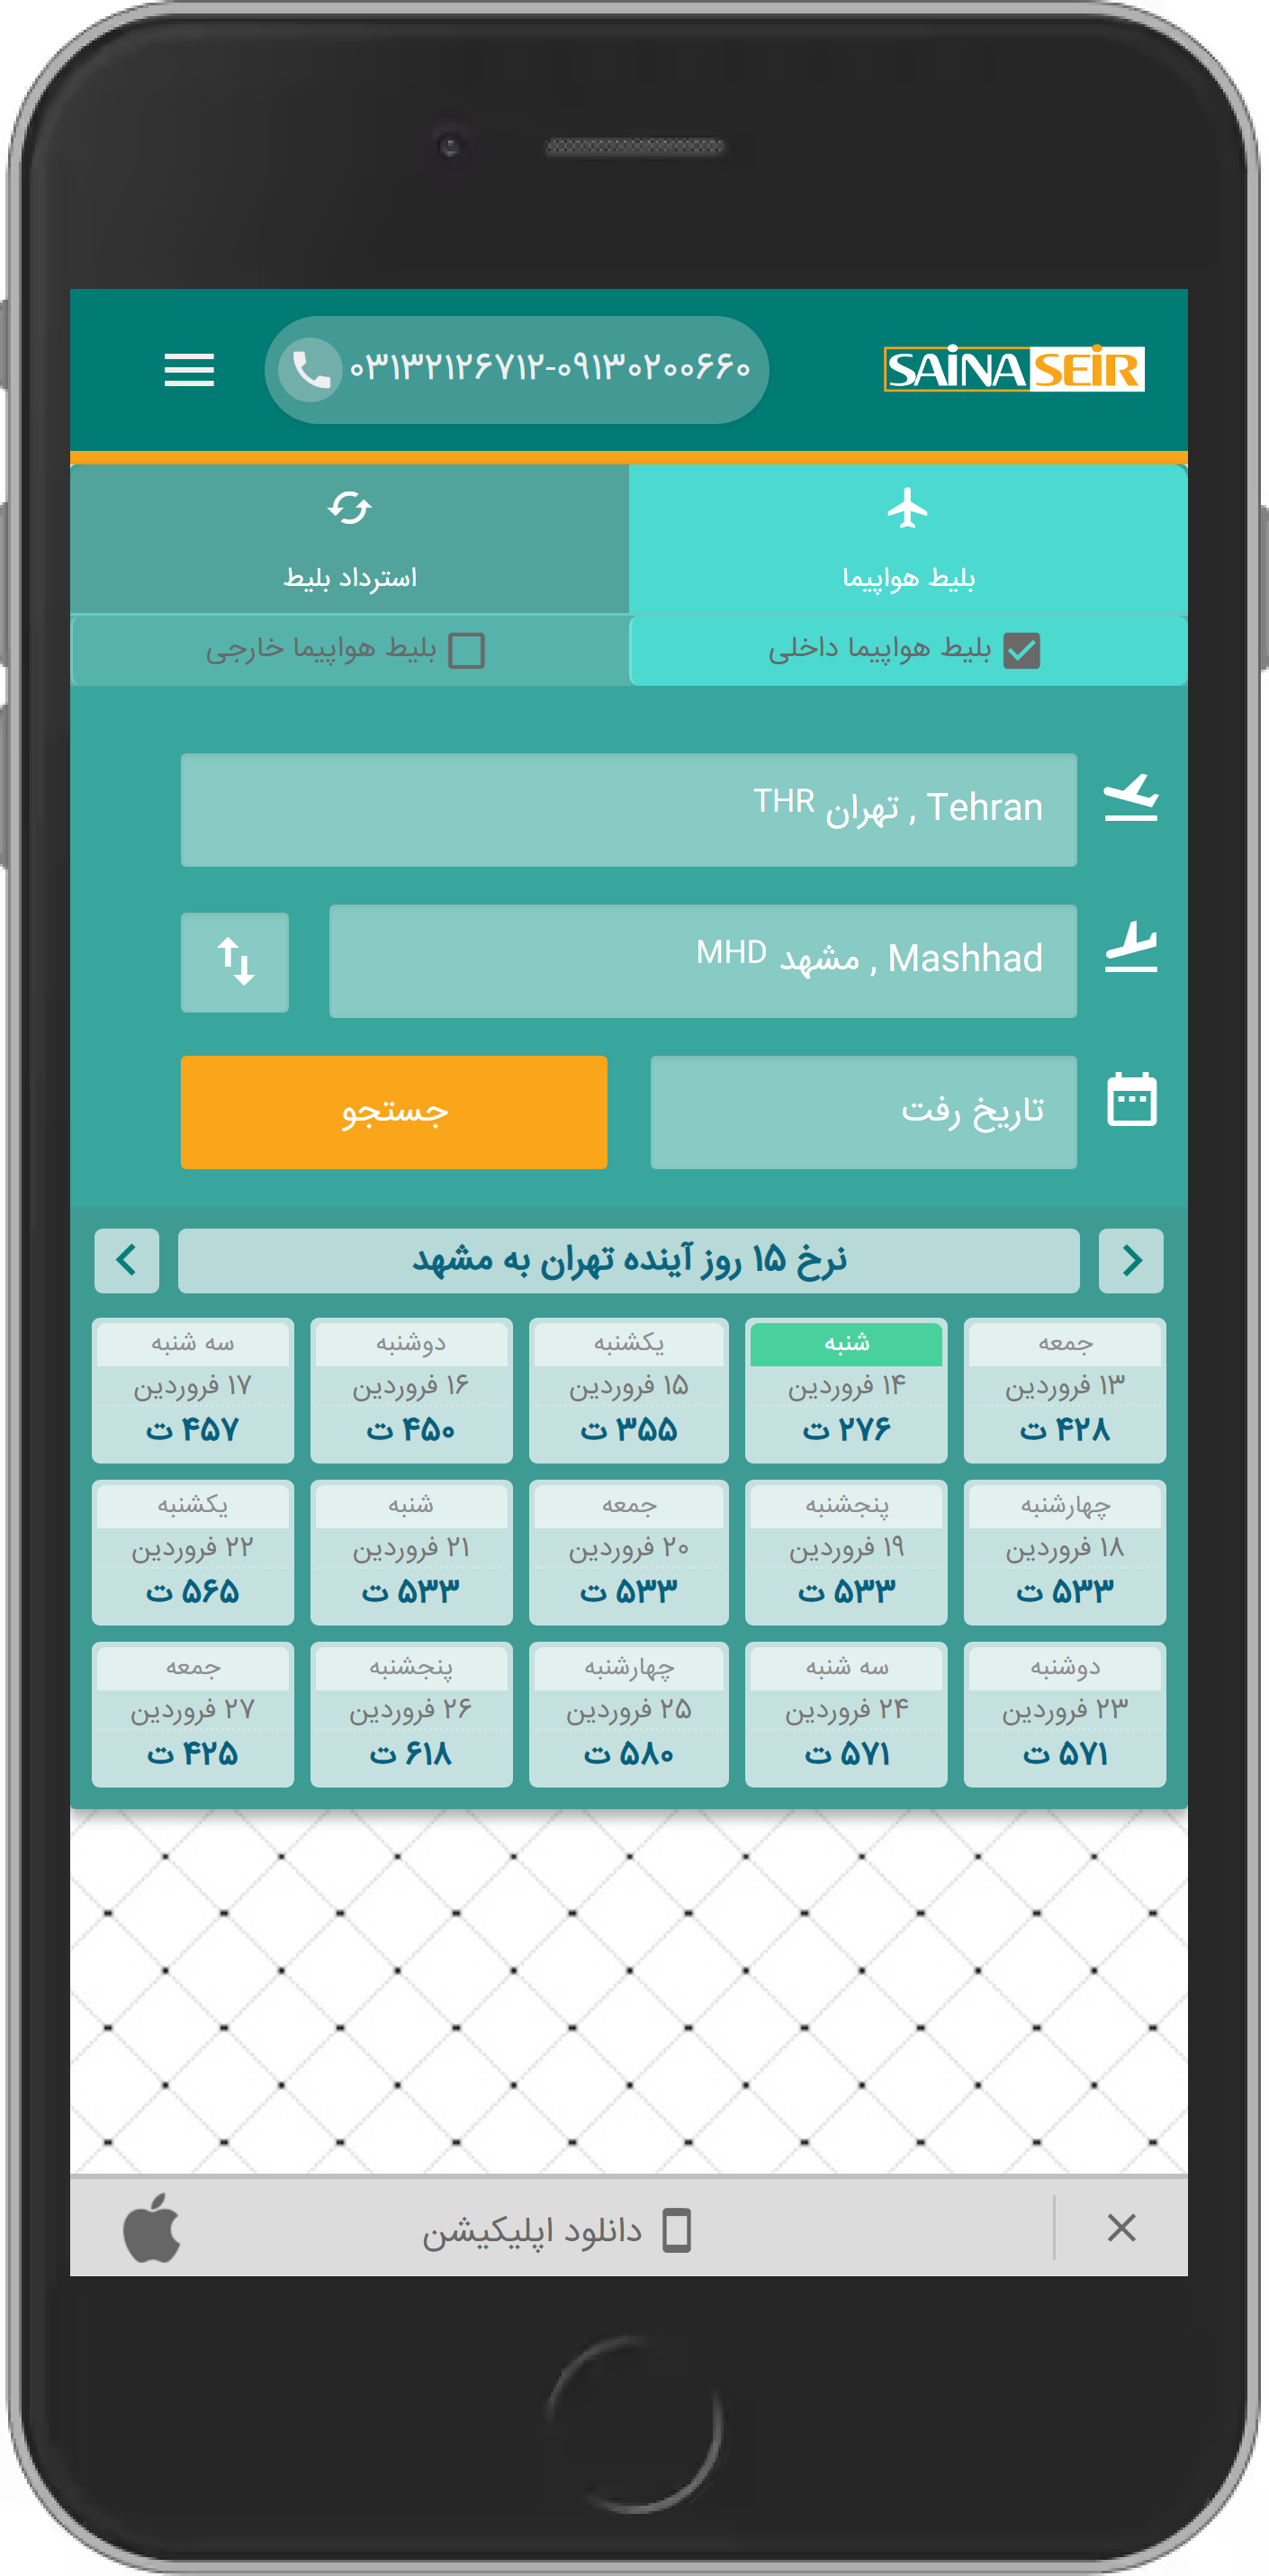 SAINA SEIR
۰۳۱۳۲۱۲۶۷۱۲-۰۹۱۳۰۲۰۰۶۶۰
بلیط هواپیما
استرداد بلیط
بلیط هواپیما داخلی
بلیط هواپیما خارجی
Tehran , تهران THR
Mashhad , مشهد MHD
تاریخ رفت
جستجو
نرخ ۱۵ روز آینده تهران به مشهد
جمعه
۱۳ فروردین
۴۲۸ ت
شنبه
۱۴ فروردین
۲۷۶ ت
یکشنبه
۱۵ فروردین
۳۵۵ ت
دوشنبه
۱۶ فروردین
۴۵۰ ت
سه شنبه
۱۷ فروردین
۴۵۷ ت
چهارشنبه
۱۸ فروردین
۵۳۳ ت
پنجشنبه
۱۹ فروردین
۵۳۳ ت
جمعه
۲۰ فروردین
۵۳۳ ت
شنبه
۲۱ فروردین
۵۳۳ ت
یکشنبه
۲۲ فروردین
۵۶۵ ت
دوشنبه
۲۳ فروردین
۵۷۱ ت
سه شنبه
۲۴ فروردین
۵۷۱ ت
چهارشنبه
۲۵ فروردین
۵۸۰ ت
پنجشنبه
۲۶ فروردین
۶۱۸ ت
جمعه
۲۷ فروردین
۴۲۵ ت
دانلود اپلیکیشن